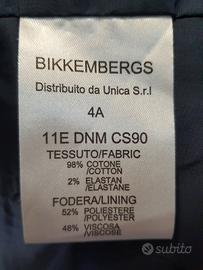 BIKKEMBERGS
Distribuito da Unica S.r.l
4A
11E DNM CS90
TESSUTO/FABRIC
98% COTONE
/COTTON
2% ELASTAN
/ELASTANE
FODERA/LINING
52% POLIESTERE
/POLYESTER
48% VISCOSA
/VISCOSE
subito